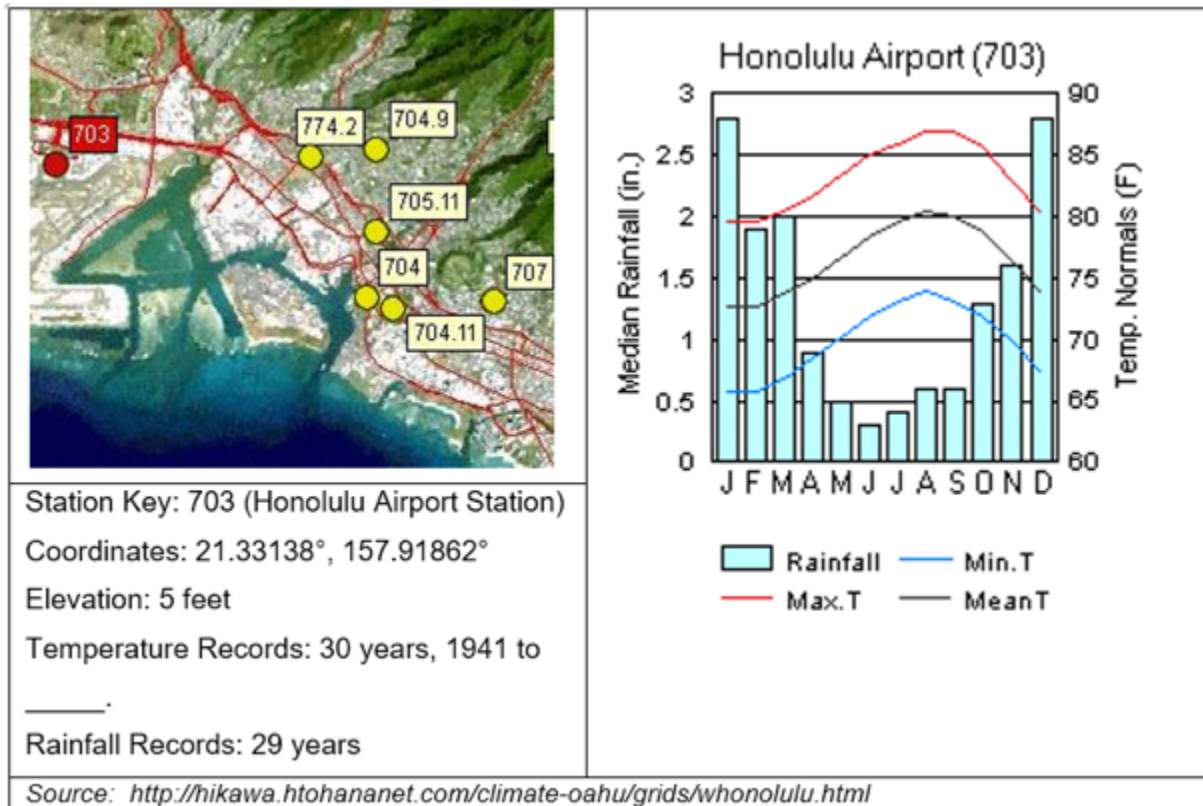 703
774.2
704.9
705.11
704
707
704.11
Station Key: 703 (Honolulu Airport Station)
Coordinates: 21.33138°, 157.91862°
Elevation: 5 feet
Temperature Records: 30 years, 1941 to
_____.
Rainfall Records: 29 years
Honolulu Airport (703)
Median Rainfall (in.)
3
2.5
2
1.5
1
0.5
0
90
85
80
75
70
65
60
Temp. Normals (F)
J F M A M J J A S O N D
Rainfall Min.T
Max.T MeanT
Source: http://hikawa.htohananet.com/climate-oahu/grids/whonolulu.html